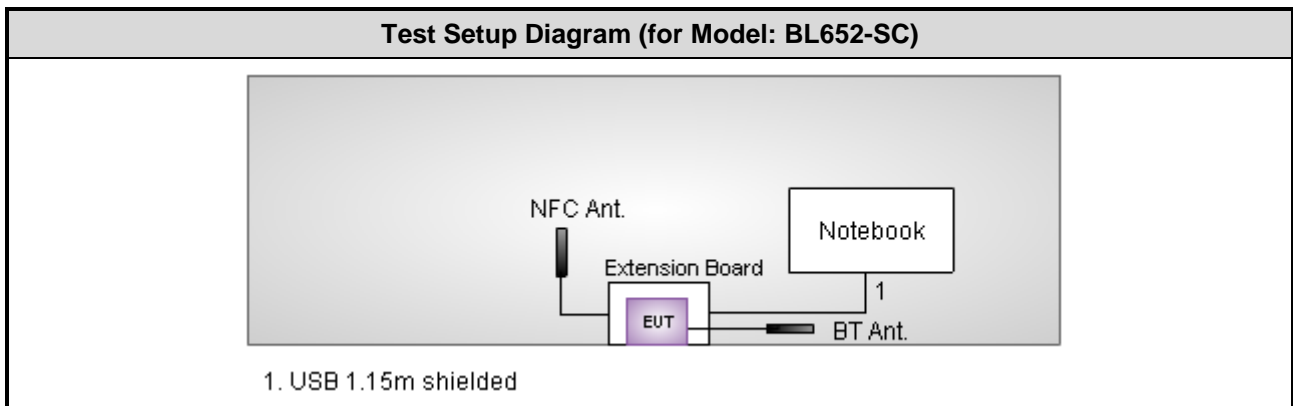 Test Setup Diagram (for Model: BL652-SC)
NFC Ant.
Notebook
Extension Board
1
EUT
BT Ant.
1. USB 1.15m shielded